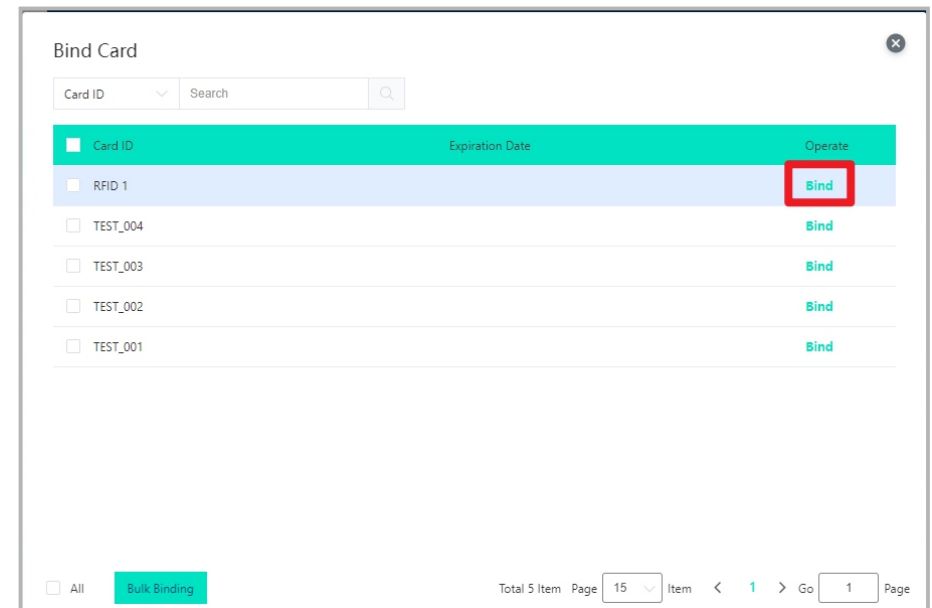 Bind Card
Card ID Search
Card ID Expiration Date Operate
RFID 1 Bind
TEST_004 Bind
TEST_003 Bind
TEST_002 Bind
TEST_001 Bind
All Bulk Binding Total 5 Item Page 15 Item < 1 > Go 1 Page